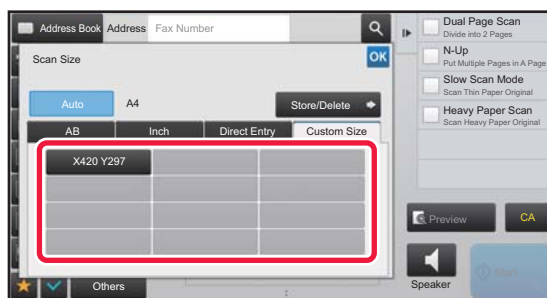 Address Book Address Fax Number
Scan Size
OK
Auto A4 Store/Delete
AB Inch Direct Entry Custom Size
X420 Y297
Others
Dual Page Scan
Divide into 2 Pages
N-Up
Put Multiple Pages in A Page
Slow Scan Mode
Scan Thin Paper Original
Heavy Paper Scan
Scan Heavy Paper Original
Preview CA
Speaker Start